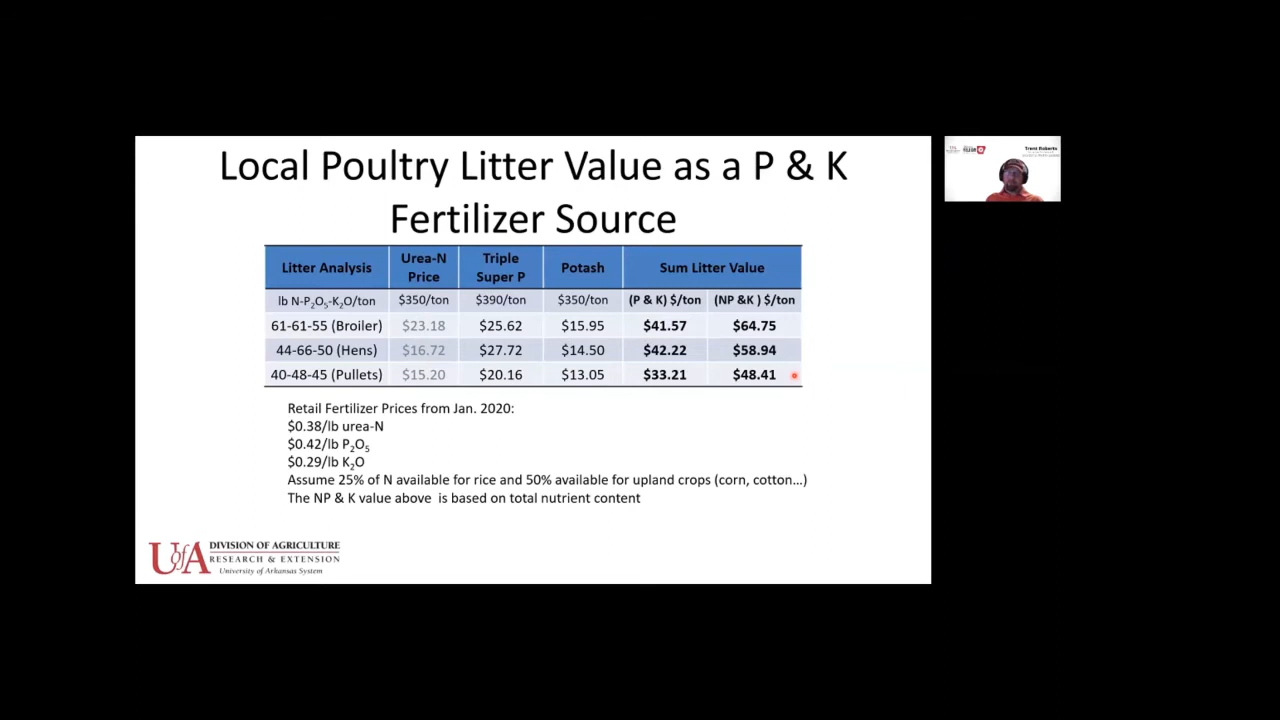 Local Poultry Litter Value as a P & K
Fertilizer Source
Litter Analysis Urea-N Price Triple Super P Potash Sum Litter Value
lb N-P₂O₅-K₂O/ton $350/ton $390/ton $350/ton (P & K) $/ton (NP &K ) $/ton
61-61-55 (Broiler) $23.18 $25.62 $15.95 $41.57 $64.75
44-66-50 (Hens) $16.72 $27.72 $14.50 $42.22 $58.94
40-48-45 (Pullets) $15.20 $20.16 $13.05 $33.21 $48.41
Retail Fertilizer Prices from Jan. 2020:
$0.38/lb urea-N
$0.42/lb P₂O₅
$0.29/lb K₂O
Assume 25% of N available for rice and 50% available for upland crops (corn, cotton…)
The NP & K value above is based on total nutrient content
UofA
DIVISION OF AGRICULTURE
RESEARCH & EXTENSION
University of Arkansas System
Trent Roberts